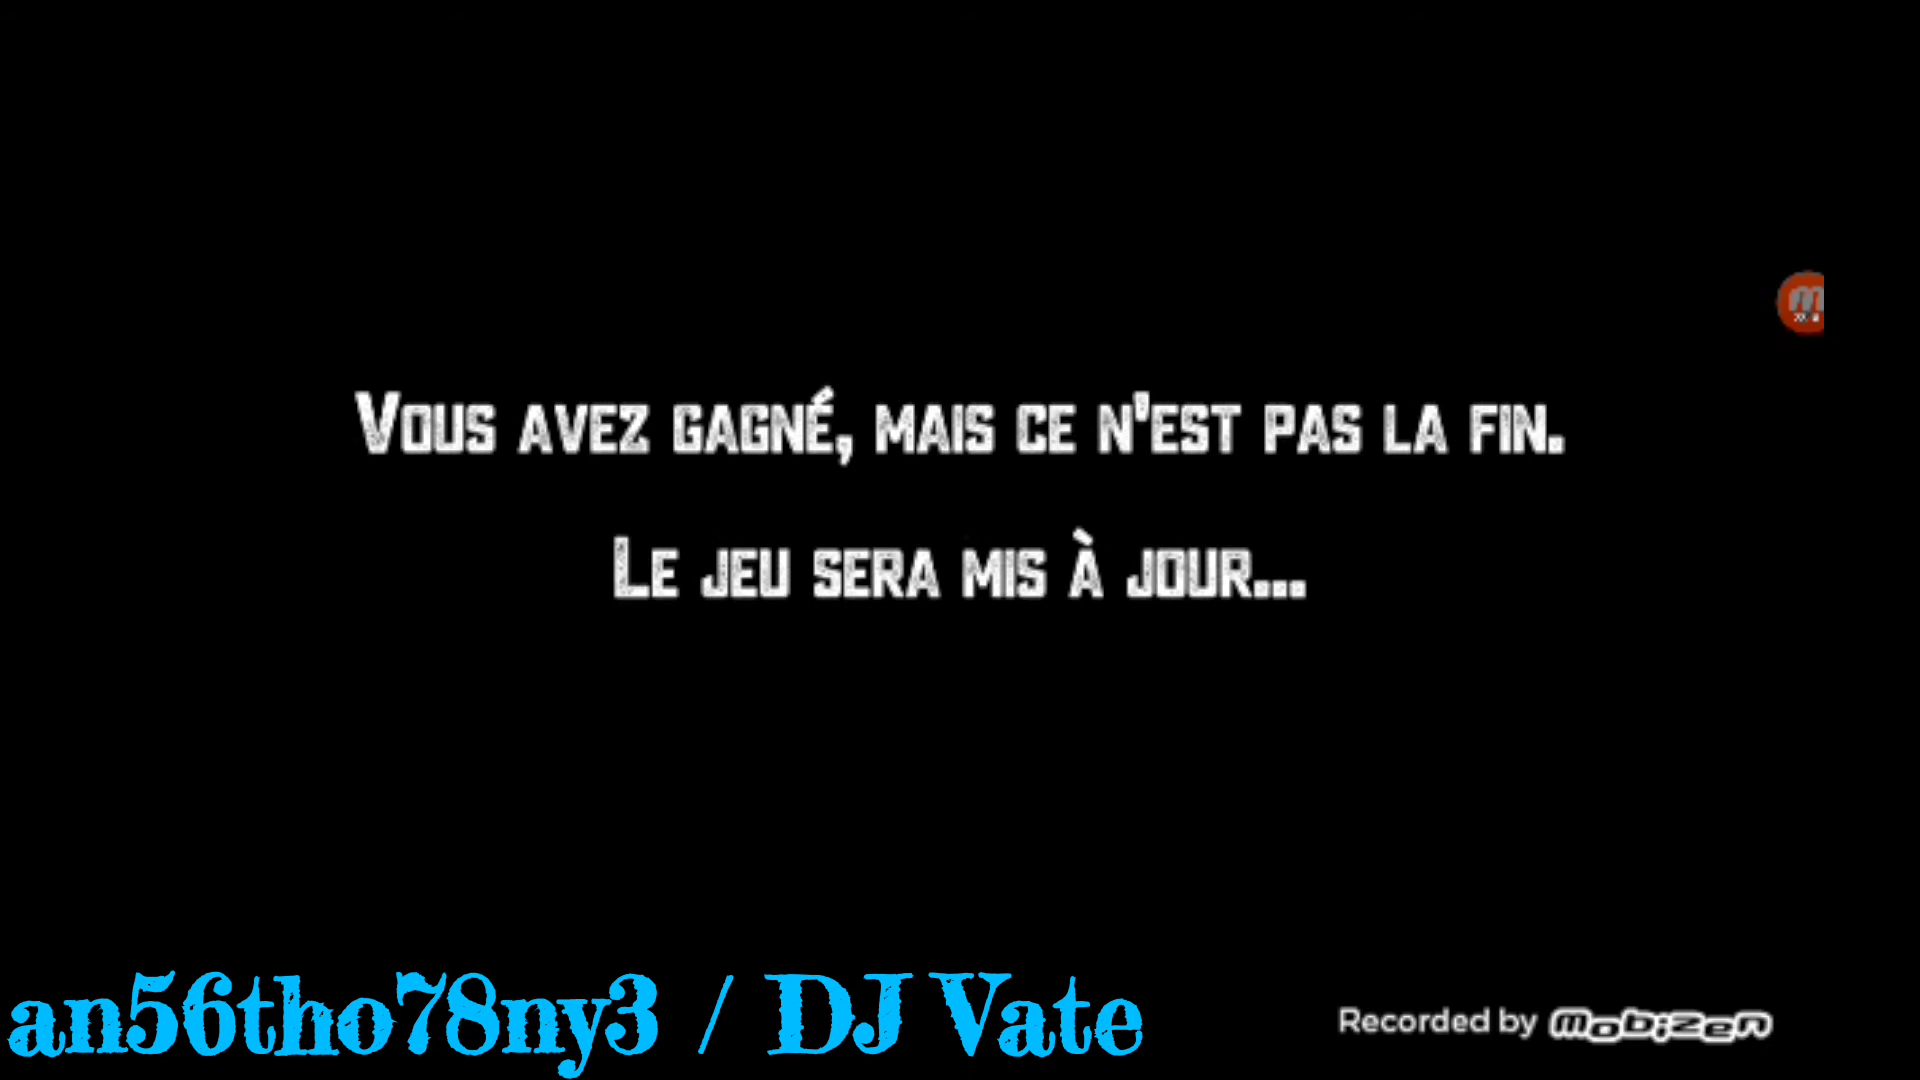 Vous avez gagné, mais ce n'est pas la fin.
Le jeu sera mis à jour...
an56tho78ny3 / DJ Vate
Recorded by mobizen